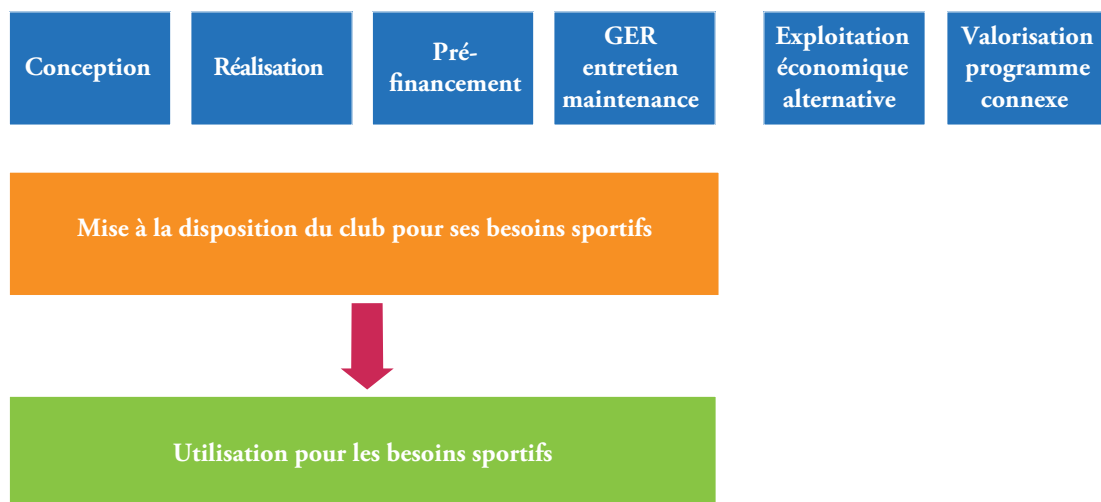 Conception
Réalisation
Pré-
financement
GER
entretien
maintenance
Exploitation
économique
alternative
Valorisation
programme
connexe
Mise à la disposition du club pour ses besoins sportifs
Utilisation pour les besoins sportifs